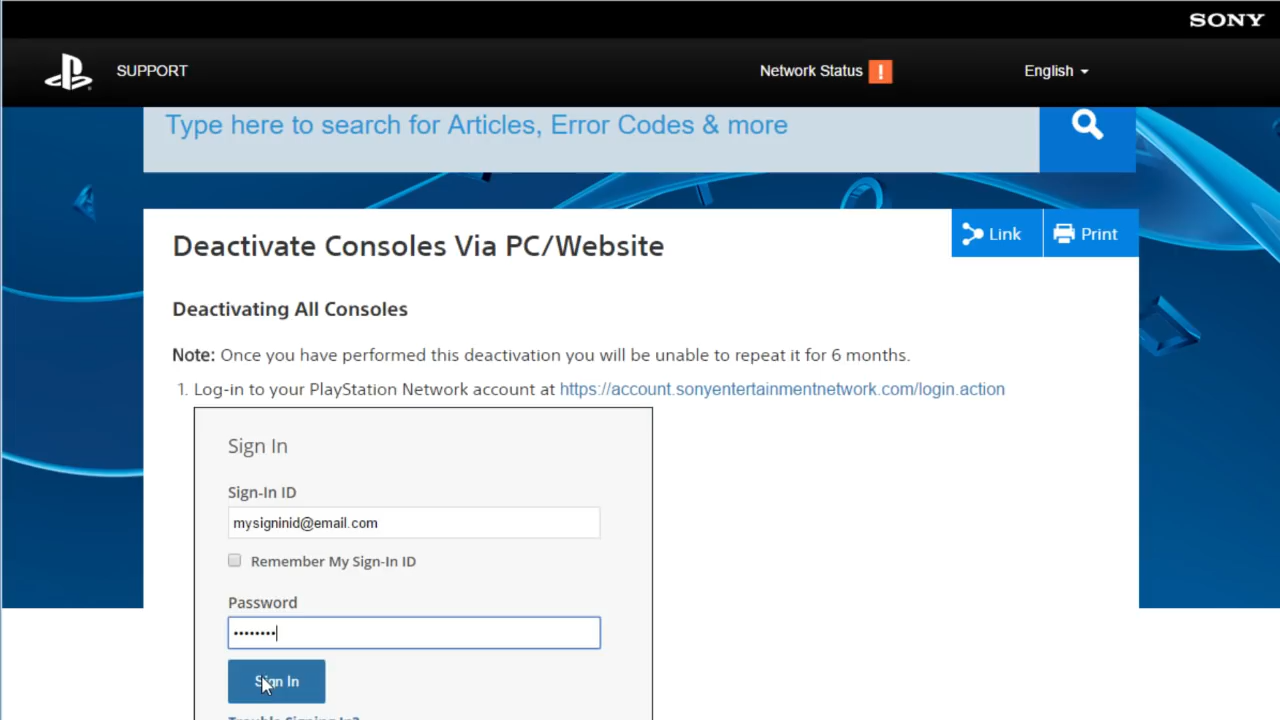 SONY
SUPPORT
Network Status !
English
Type here to search for Articles, Error Codes & more
Deactivate Consoles Via PC/Website
Link
Print
Deactivating All Consoles
Note: Once you have performed this deactivation you will be unable to repeat it for 6 months.
1. Log-in to your PlayStation Network account at https://account.sonyentertainmentnetwork.com/login.action
Sign In
Sign-In ID
mysigninid@email.com
Remember My Sign-In ID
Password
••••••••
Sign In
Trouble Signing In?